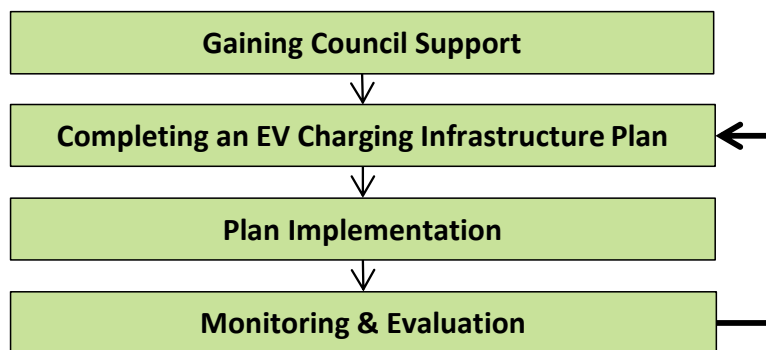 Gaining Council Support
Completing an EV Charging Infrastructure Plan
Plan Implementation
Monitoring & Evaluation